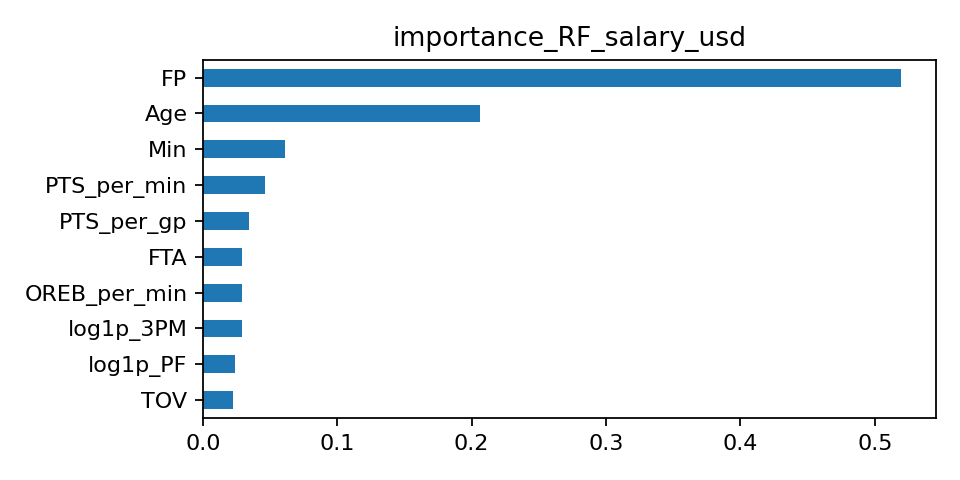 importance_RF_salary_usd
FP
Age
Min
PTS_per_min
PTS_per_gp
FTA
OREB_per_min
log1p_3PM
log1p_PF
TOV
0.0 0.1 0.2 0.3 0.4 0.5